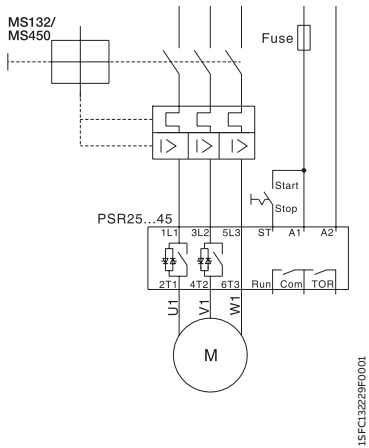 MS132/
MS450
Fuse
I> I> I>
Start
Stop
PSR25...45
1L1 3L2 5L3 ST A1 A2
2T1 4T2 6T3 Run Com TOR
U1 V1 W1
M
1SFC132229F0001